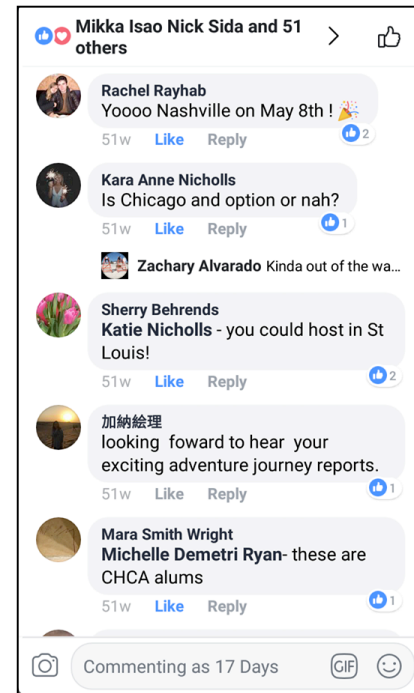 Mikka Isao Nick Sida and 51
others
Rachel Rayhab
Yoooo Nashville on May 8th ! 🎉
2
51w Like Reply
Kara Anne Nicholls
Is Chicago and option or nah?
51w Like Reply
1
Zachary Alvarado Kinda out of the wa...
Sherry Behrends
Katie Nicholls - you could host in St
Louis!
51w Like Reply
2
加納絵理
looking foward to hear your
exciting adventure journey reports.
51w Like Reply
1
Mara Smith Wright
Michelle Demetri Ryan- these are
CHCA alums
51w Like Reply
1
Commenting as 17 Days
GIF